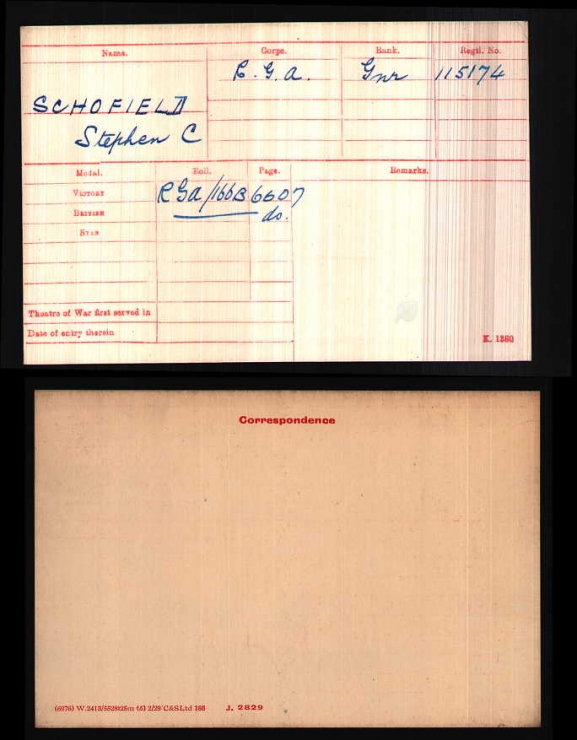 Name. Corps. Rank. Regtl. No.
R.G.A. Gnr 115174
SCHOFIELD
Stephen C
Medal. Roll. Page. Remarks.
VICTORY RGA/166B 6607
BRITISH do.
STAR
Theatre of War first served in
Date of entry therein
K. 1380
Correspondence
J. 2829